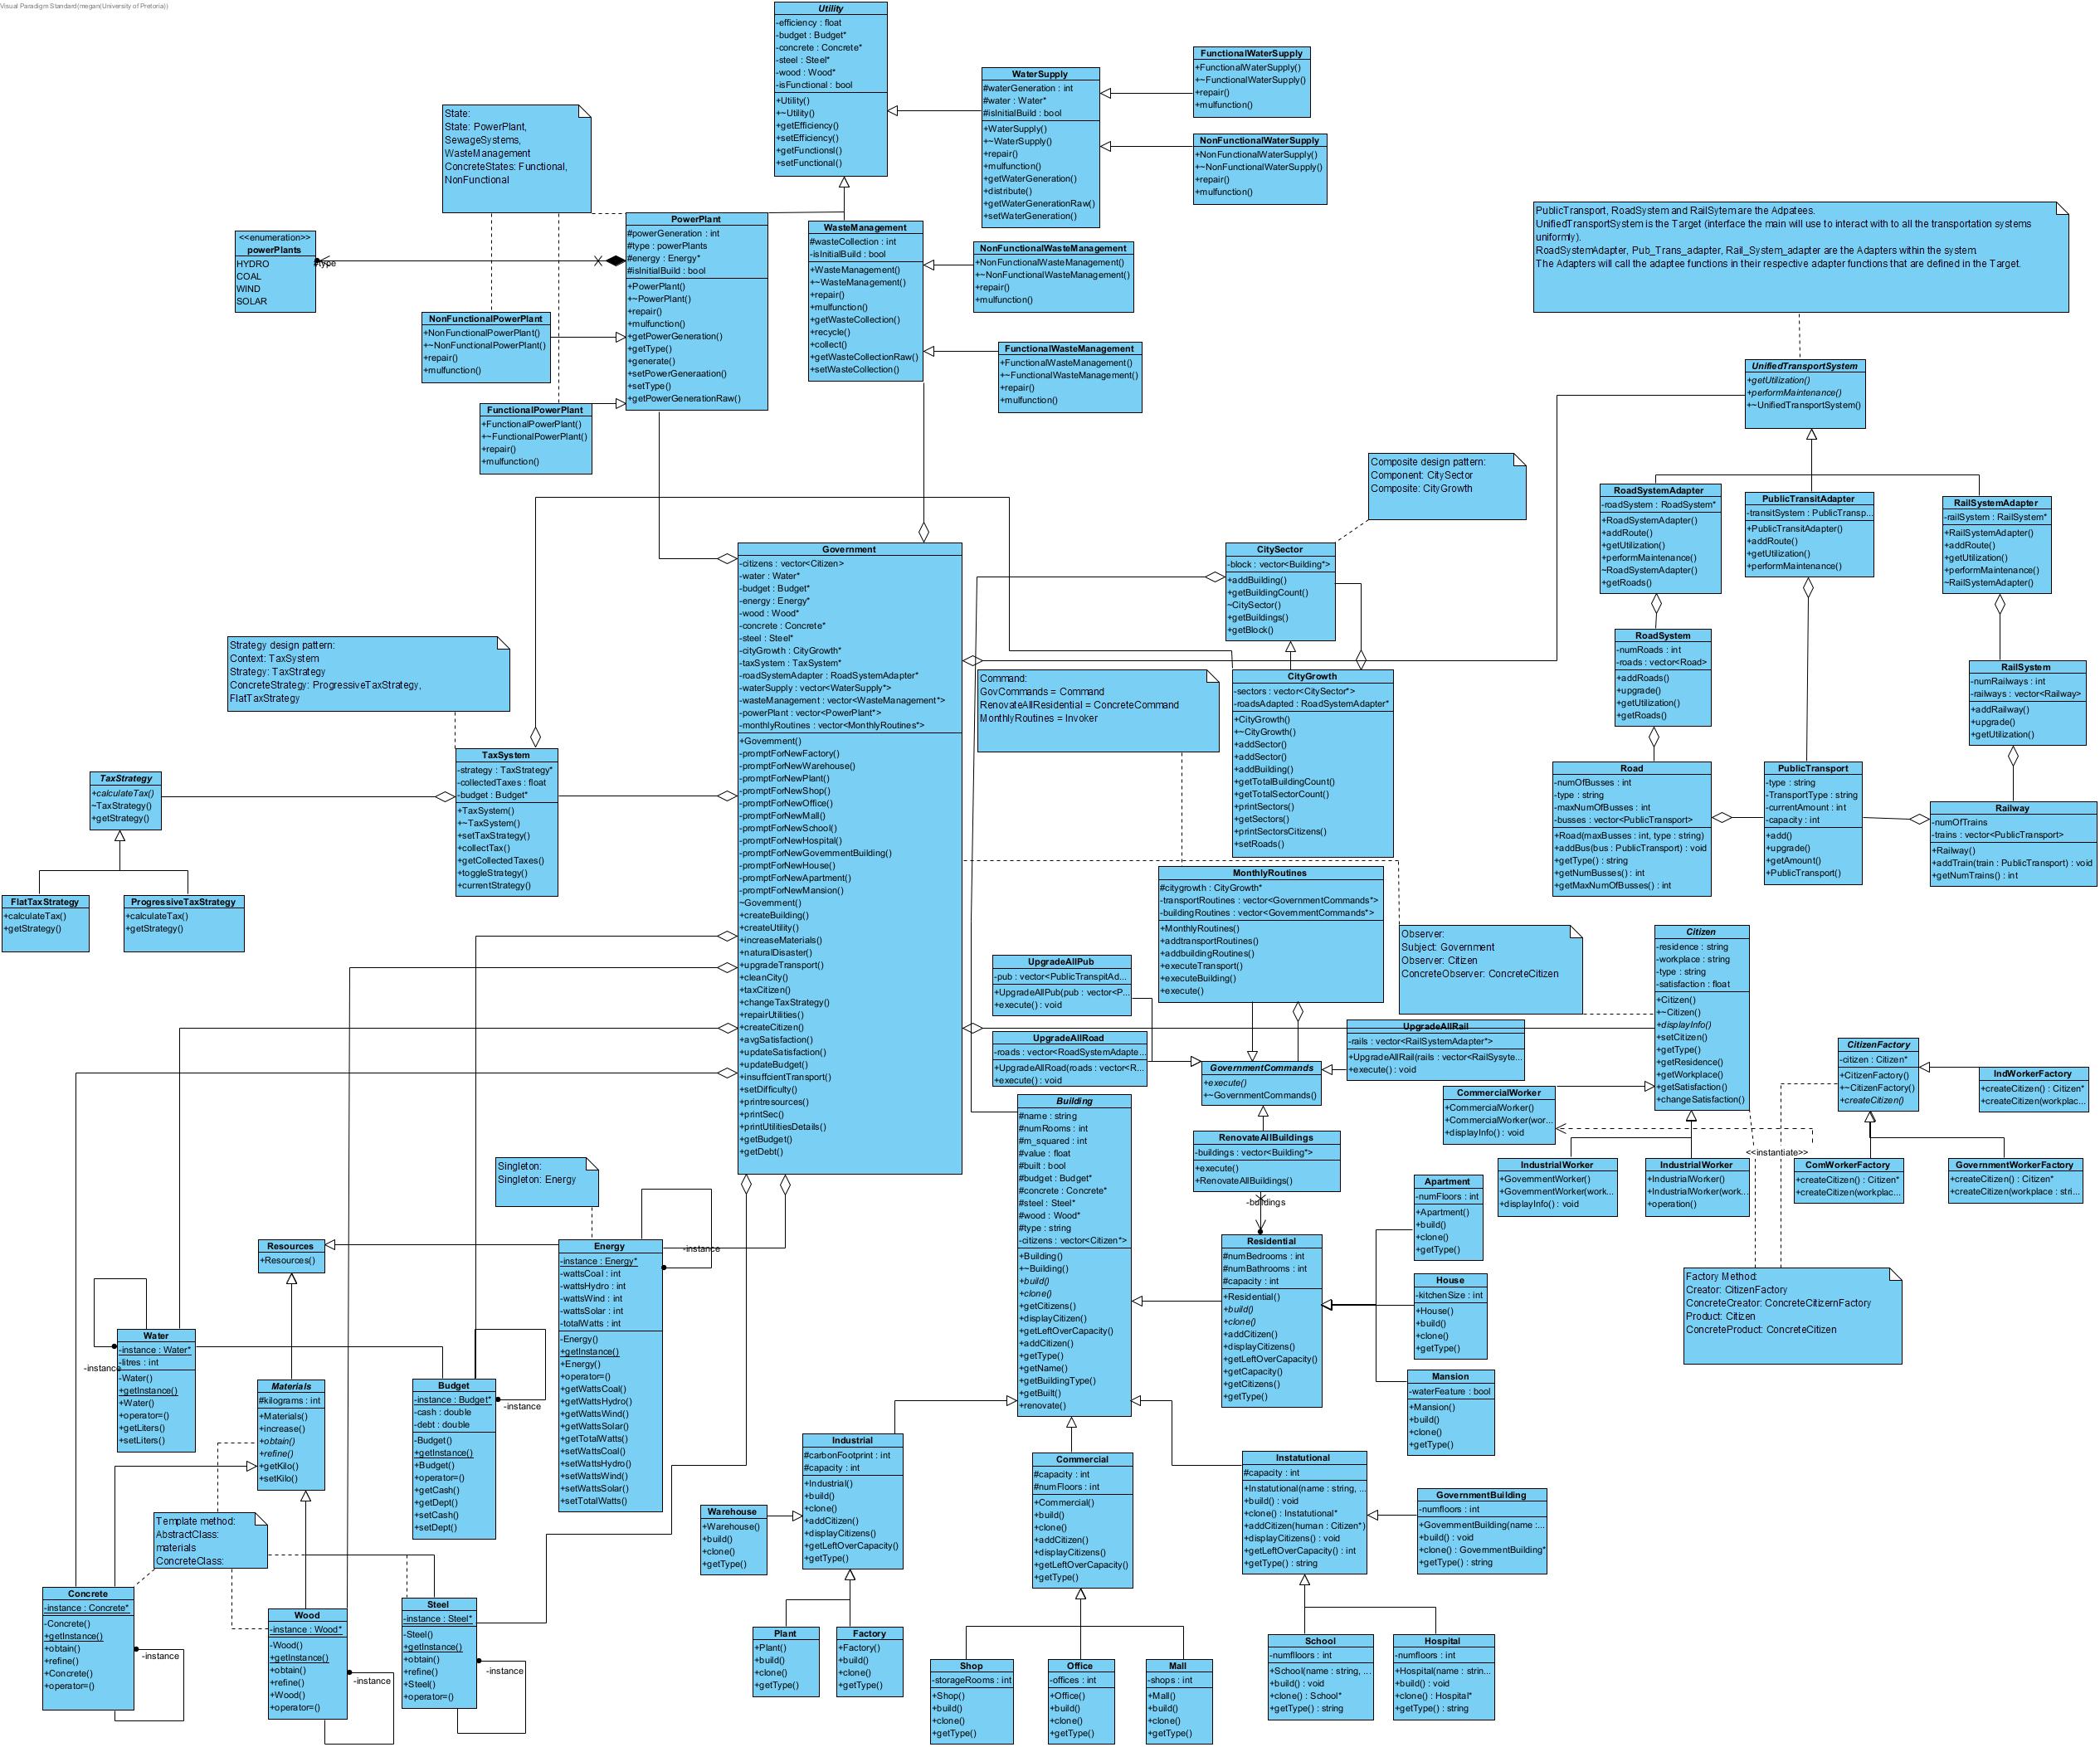 Visual Paradigm Standard(megan(University of Pretoria))
Utility
-efficiency : float
-budget : Budget*
-concrete : Concrete*
-steel : Steel*
-wood : Wood*
-isFunctional : bool
+Utility()
+~Utility()
+getEfficiency()
+setEfficiency()
+getFunctionsl()
+setFunctional()
WaterSupply
#waterGeneration : int
#water : Water*
#isInitialBuild : bool
+WaterSupply()
+~WaterSupply()
+repair()
+mulfunction()
+getWaterGeneration()
+distribute()
+getWaterGenerationRaw()
+setWaterGeneration()
FunctionalWaterSupply
+FunctionalWaterSupply()
+~FunctionalWaterSupply()
+repair()
+mulfunction()
NonFunctionalWaterSupply
+NonFunctionalWaterSupply()
+~NonFunctionalWaterSupply()
+repair()
+mulfunction()
State:
State: PowerPlant,
SewageSystems,
WasteManagement
ConcreteStates: Functional,
NonFunctional
<<enumeration>>
powerPlants
HYDRO
COAL
WIND
SOLAR
#type
PowerPlant
#powerGeneration : int
#type : powerPlants
#energy : Energy*
#isInitialBuild : bool
+PowerPlant()
+~PowerPlant()
+repair()
+mulfunction()
+getPowerGeneration()
+getType()
+generate()
+setPowerGeneraation()
+setType()
+getPowerGenerationRaw()
WasteManagement
#wasteCollection : int
-isInitialBuild : bool
+WasteManagement()
+~WasteManagement()
+repair()
+mulfunction()
+getWasteCollection()
+recycle()
+collect()
+getWasteCollectionRaw()
+setWasteCollection()
NonFunctionalWasteManagement
+NonFunctionalWasteManagement()
+~NonFunctionalWasteManagement()
+repair()
+mulfunction()
FunctionalWasteManagement
+FunctionalWasteManagement()
+~FunctionalWasteManagement()
+repair()
+mulfunction()
NonFunctionalPowerPlant
+NonFunctionalPowerPlant()
+~NonFunctionalPowerPlant()
+repair()
+mulfunction()
FunctionalPowerPlant
+FunctionalPowerPlant()
+~FunctionalPowerPlant()
+repair()
+mulfunction()
PublicTransport, RoadSystem and RailSytem are the Adpatees.
UnifiedTransportSystem is the Target (interface the main will use to interact with to all the transportation systems
uniformly).
RoadSystemAdapter, Pub_Trans_adapter, Rail_System_adapter are the Adapters within the system.
The Adapters will call the adaptee functions in their respective adapter functions that are defined in the Target.
UnifiedTransportSystem
+getUtilization()
+performMaintenance()
+~UnifiedTransportSystem()
RoadSystemAdapter
-roadSystem : RoadSystem*
+RoadSystemAdapter()
+addRoute()
+getUtilization()
+performMaintenance()
~RoadSystemAdapter()
+getRoads()
PublicTransitAdapter
-transitSystem : PublicTransp...
+PublicTransitAdapter()
+addRoute()
+getUtilization()
+performMaintenance()
RailSystemAdapter
-railSystem : RailSystem*
+RailSystemAdapter()
+addRoute()
+getUtilization()
+performMaintenance()
~RailSystemAdapter()
RoadSystem
-numRoads : int
-roads : vector<Road>
+addRoads()
+upgrade()
+getUtilization()
+getRoads()
RailSystem
-numRailways : int
-railways : vector<Railway>
+addRailway()
+upgrade()
+getUtilization()
Road
-numOfBusses : int
-type : string
-maxNumOfBusses : int
-busses : vector<PublicTransport>
+Road(maxBusses : int, type : string)
+addBus(bus : PublicTransport) : void
+getType() : string
+getNumBusses() : int
+getMaxNumOfBusses() : int
PublicTransport
-type : string
-TransportType : string
-currentAmount : int
-capacity : int
+add()
+upgrade()
+getAmount()
+PublicTransport()
Railway
-numOfTrains
-trains : vector<PublicTransport>
+Railway()
+addTrain(train : PublicTransport) : void
+getNumTrains() : int
Composite design pattern:
Component: CitySector
Composite: CityGrowth
CitySector
-block : vector<Building*>
+addBuilding()
+getBuildingCount()
~CitySector()
+getBuildings()
+getBlock()
CityGrowth
-sectors : vector<CitySector*>
-roadsAdapted : RoadSystemAdapter*
+CityGrowth()
+~CityGrowth()
+addSector()
+addSector()
+addBuilding()
+getTotalBuildingCount()
+getTotalSectorCount()
+printSectors()
+getSectors()
+printSectorsCitizens()
+setRoads()
Government
-citizens : vector<Citizen>
-water : Water*
-budget : Budget*
-energy : Energy*
-wood : Wood*
-concrete : Concrete*
-steel : Steel*
-cityGrowth : CityGrowth*
-taxSystem : TaxSystem*
-roadSystemAdapter : RoadSystemAdapter*
-waterSupply : vector<WaterSupply*>
-wasteManagement : vector<WasteManagement*>
-powerPlant : vector<PowerPlant*>
-monthlyRoutines : vector<MonthlyRoutines*>
+Government()
-promptForNewFactory()
-promptForNewWarehouse()
-promptForNewPlant()
-promptForNewShop()
-promptForNewOffice()
-promptForNewMall()
-promptForNewSchool()
-promptForNewHospital()
-promptForNewGovernmentBuilding()
-promptForNewHouse()
-promptForNewApartment()
-promptForNewMansion()
~Government()
+createBuilding()
+createUtility()
+increaseMaterials()
+naturalDisaster()
+upgradeTransport()
+cleanCity()
+taxCitizen()
+changeTaxStrategy()
+repairUtilities()
+createCitizen()
+avgSatisfaction()
+updateSatisfaction()
+updateBudget()
+insuffcientTransport()
+setDifficulty()
+printresources()
+printSec()
+printUtilitiesDetails()
+getBudget()
+getDebt()
Strategy design pattern:
Context: TaxSystem
Strategy: TaxStrategy
ConcreteStrategy: ProgressiveTaxStrategy,
FlatTaxStrategy
TaxSystem
-strategy : TaxStrategy*
-collectedTaxes : float
-budget : Budget*
+TaxSystem()
+~TaxSystem()
+setTaxStrategy()
+collectTax()
+getCollectedTaxes()
+toggleStrategy()
+currentStrategy()
TaxStrategy
+calculateTax()
~TaxStrategy()
+getStrategy()
FlatTaxStrategy
+calculateTax()
+getStrategy()
ProgressiveTaxStrategy
+calculateTax()
+getStrategy()
Command:
GovCommands = Command
RenovateAllResidential = ConcreteCommand
MonthlyRoutines = Invoker
MonthlyRoutines
#citygrowth : CityGrowth*
-transportRoutines : vector<GovernmentCommands*>
-buildingRoutines : vector<GovernmentCommands*>
+MonthlyRoutines()
+addtransportRoutines()
+addbuildingRoutines()
+executeTransport()
+executeBuilding()
+execute()
Observer:
Subject: Government
Observer: Citizen
ConcreteObserver: ConcreteCitizen
UpgradeAllPub
-pub : vector<PublicTranspitAd...
+UpgradeAllPub(pub : vector<P...
+execute() : void
UpgradeAllRoad
-roads : vector<RoadSystemAdapte...
+UpgradeAllRoad(roads : vector<R...
+execute() : void
UpgradeAllRail
-rails : vector<RailSystemAdapter*>
+UpgradeAllRail(rails : vector<RailSysyte...
+execute() : void
GovernmentCommands
+execute()
+~GovernmentCommands()
RenovateAllBuildings
-buildings : vector<Building*>
+execute()
+RenovateAllBuildings()
-buildings
Citizen
-residence : string
-workplace : string
-type : string
-satisfaction : float
+Citizen()
+~Citizen()
+displayInfo()
+setCitizen()
+getType()
+getResidence()
+getWorkplace()
+getSatisfaction()
+changeSatisfaction()
CitizenFactory
-citizen : Citizen*
+CitizenFactory()
+~CitizenFactory()
+createCitizen()
IndWorkerFactory
+createCitizen() : Citizen*
+createCitizen(workplac...
CommercialWorker
+CommercialWorker()
+CommercialWorker(wor...
+displayInfo() : void
<<instantiate>>
IndustrialWorker
+GovernmentWorker()
+GovernmentWorker(work...
+displayInfo() : void
IndustrialWorker
+IndustrialWorker()
+IndustrialWorker(work...
+operation()
ComWorkerFactory
+createCitizen() : Citizen*
+createCitizen(workplac...
GovernmentWorkerFactory
+createCitizen() : Citizen*
+createCitizen(workplace : stri...
Factory Method:
Creator: CitizenFactory
ConcreteCreator: ConcreteCitizernFactory
Product: Citizen
ConcreteProduct: ConcreteCitizen
Building
#name : string
#numRooms : int
#m_squared : int
#value : float
#built : bool
#budget : Budget*
#concrete : Concrete*
#steel : Steel*
#wood : Wood*
#type : string
-citizens : vector<Citizen*>
+Building()
+~Building()
+build()
+clone()
+getCitizens()
+displayCitizen()
+getLeftOverCapacity()
+addCitizen()
+getType()
+getName()
+getBuildingType()
+getBuilt()
+renovate()
Residential
#numBedrooms : int
#numBathrooms : int
#capacity : int
+Residential()
+build()
+clone()
+addCitizen()
+displayCitizens()
+getLeftOverCapacity()
+getCapacity()
+getCitizens()
+getType()
Apartment
-numFloors : int
+Apartment()
+build()
+clone()
+getType()
House
-kitchenSize : int
+House()
+build()
+clone()
+getType()
Mansion
-waterFeature : bool
+Mansion()
+build()
+clone()
+getType()
Singleton:
Singleton: Energy
Energy
-instance : Energy*
-wattsCoal : int
-wattsHydro : int
-wattsWind : int
-wattsSolar : int
-totalWatts : int
-Energy()
+getInstance()
+Energy()
+operator=()
+getWattsCoal()
+getWattsHydro()
+getWattsWind()
+getWattsSolar()
+getTotalWatts()
+setWattsCoal()
+setWattsHydro()
+setWattsWind()
+setWattsSolar()
+setTotalWatts()
-instance
Resources
+Resources()
Water
-instance : Water*
-litres : int
-Water()
+getInstance()
+Water()
+operator=()
+getLiters()
+setLiters()
-instance
Materials
#kilograms : int
+Materials()
+increase()
+obtain()
+refine()
+getKilo()
+setKilo()
Budget
-instance : Budget*
-cash : double
-debt : double
-Budget()
+getInstance()
+Budget()
+operator=()
+getCash()
+getDept()
+setCash()
+setDept()
-instance
Template method:
AbstractClass:
materials
ConcreteClass:
Concrete
-instance : Concrete*
-Concrete()
+getInstance()
+obtain()
+refine()
+Concrete()
+operator=()
-instance
Wood
-instance : Wood*
-Wood()
+getInstance()
+obtain()
+refine()
+Wood()
+operator=()
-instance
Steel
-instance : Steel*
-Steel()
+getInstance()
+obtain()
+refine()
+Steel()
+operator=()
-instance
Industrial
#carbonFootprint : int
#capacity : int
+Industrial()
+build()
+clone()
+addCitizen()
+displayCitizens()
+getLeftOverCapacity()
+getType()
Warehouse
+Warehouse()
+build()
+clone()
+getType()
Plant
+Plant()
+build()
+clone()
+getType()
Factory
+Factory()
+build()
+clone()
+getType()
Commercial
#capacity : int
#numFloors : int
+Commercial()
+build()
+clone()
+addCitizen()
+displayCitizens()
+getLeftOverCapacity()
+getType()
Shop
-storageRooms : int
+Shop()
+build()
+clone()
+getType()
Office
-offices : int
+Office()
+build()
+clone()
+getType()
Mall
-shops : int
+Mall()
+build()
+clone()
+getType()
Instatutional
#capacity : int
+Instatutional(name : string, ...
+build() : void
+clone() : Instatutional*
+addCitizen(human : Citizen*)
+displayCitizens() : void
+getLeftOverCapacity() : int
+getType() : string
GovernmentBuilding
-numfloors : int
+GovernmentBuilding(name :...
+build() : void
+clone() : GovernmentBuilding*
+getType() : string
School
-numflloors : int
+School(name : string, ...
+build() : void
+clone() : School*
+getType() : string
Hospital
-numfloors : int
+Hospital(name : strin...
+build() : void
+clone() : Hospital*
+getType() : string